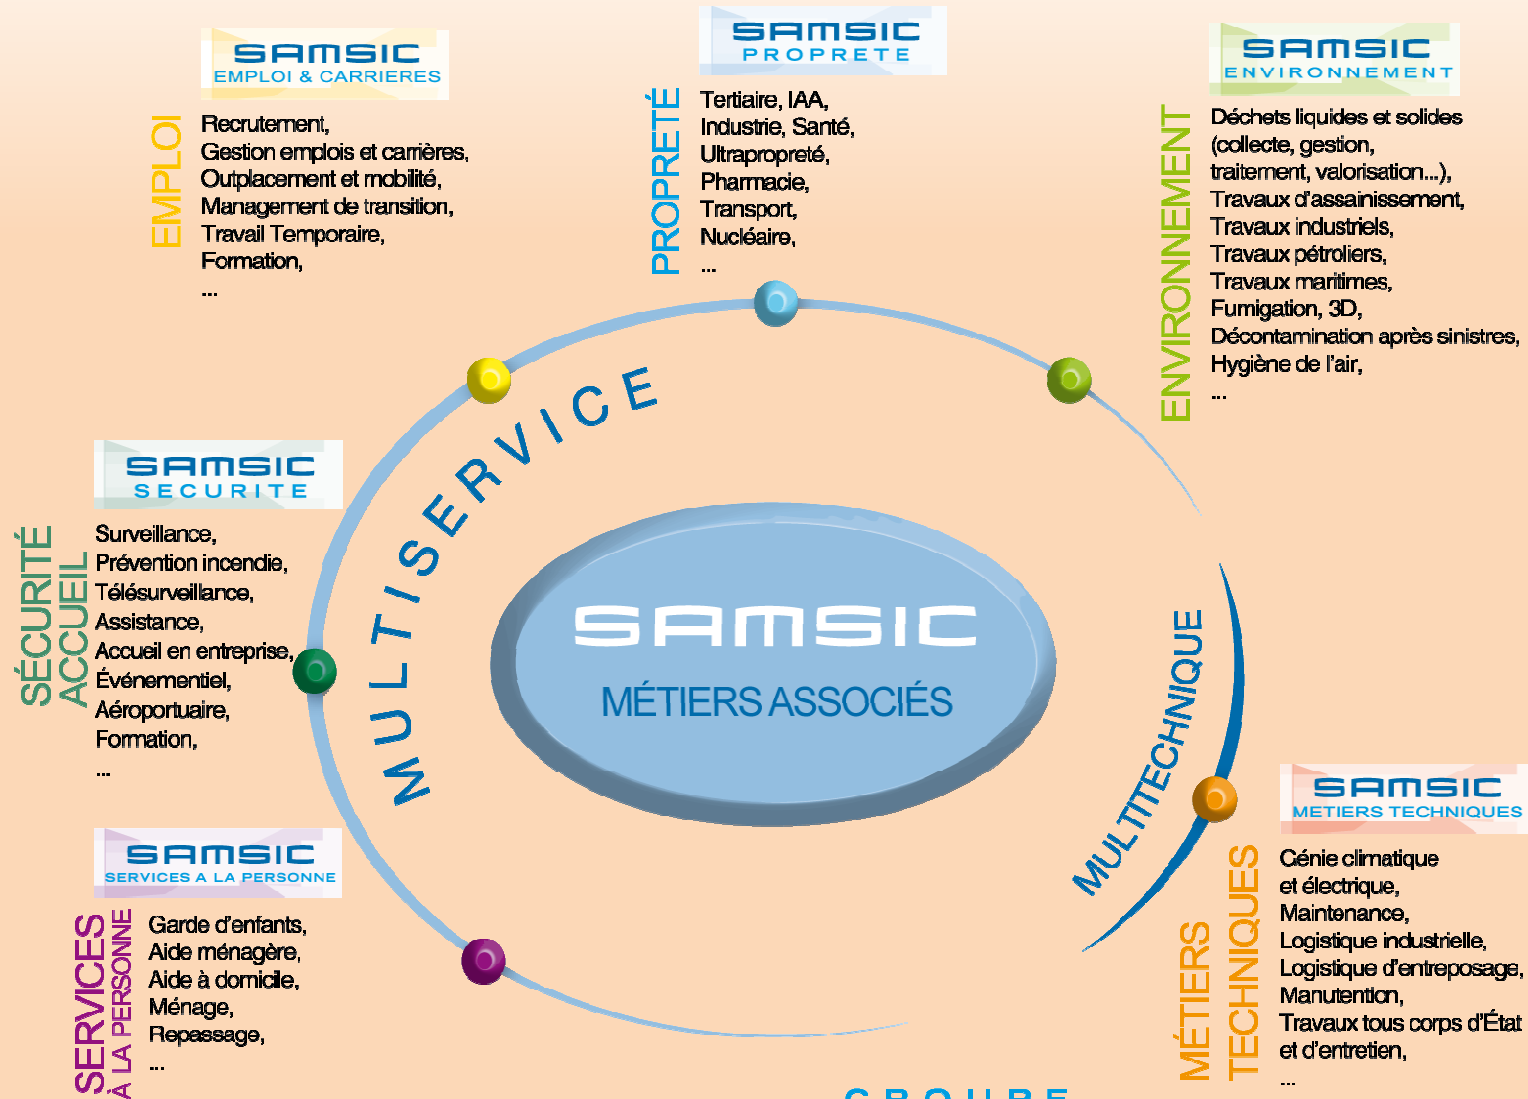 SAMSIC
EMPLOI & CARRIERES
EMPLOI
Recrutement,
Gestion emplois et carrières,
Outplacement et mobilité,
Management de transition,
Travail Temporaire,
Formation,
...
SAMSIC
PROPRETE
PROPRETÉ
Tertiaire, IAA,
Industrie, Santé,
Ultrapropreté,
Pharmacie,
Transport,
Nucléaire,
...
SAMSIC
ENVIRONNEMENT
ENVIRONNEMENT
Déchets liquides et solides
(collecte, gestion,
traitement, valorisation...),
Travaux d'assainissement,
Travaux industriels,
Travaux pétroliers,
Travaux maritimes,
Fumigation, 3D,
Décontamination après sinistres,
Hygiène de l'air,
...
SAMSIC
SECURITE
SÉCURITÉ
ACCUEIL
Surveillance,
Prévention incendie,
Télésurveillance,
Assistance,
Accueil en entreprise,
Événementiel,
Aéroportuaire,
Formation,
...
MULTISERVICE
SAMSIC
MÉTIERS ASSOCIÉS
MULTITECHNIQUE
SAMSIC
SERVICES A LA PERSONNE
SERVICES
À LA PERSONNE
Garde d'enfants,
Aide ménagère,
Aide à domicile,
Ménage,
Repassage,
...
SAMSIC
METIERS TECHNIQUES
MÉTIERS
TECHNIQUES
Génie climatique
et électrique,
Maintenance,
Logistique industrielle,
Logistique d'entreposage,
Manutention,
Travaux tous corps d'État
et d'entretien,
...
GROUPE